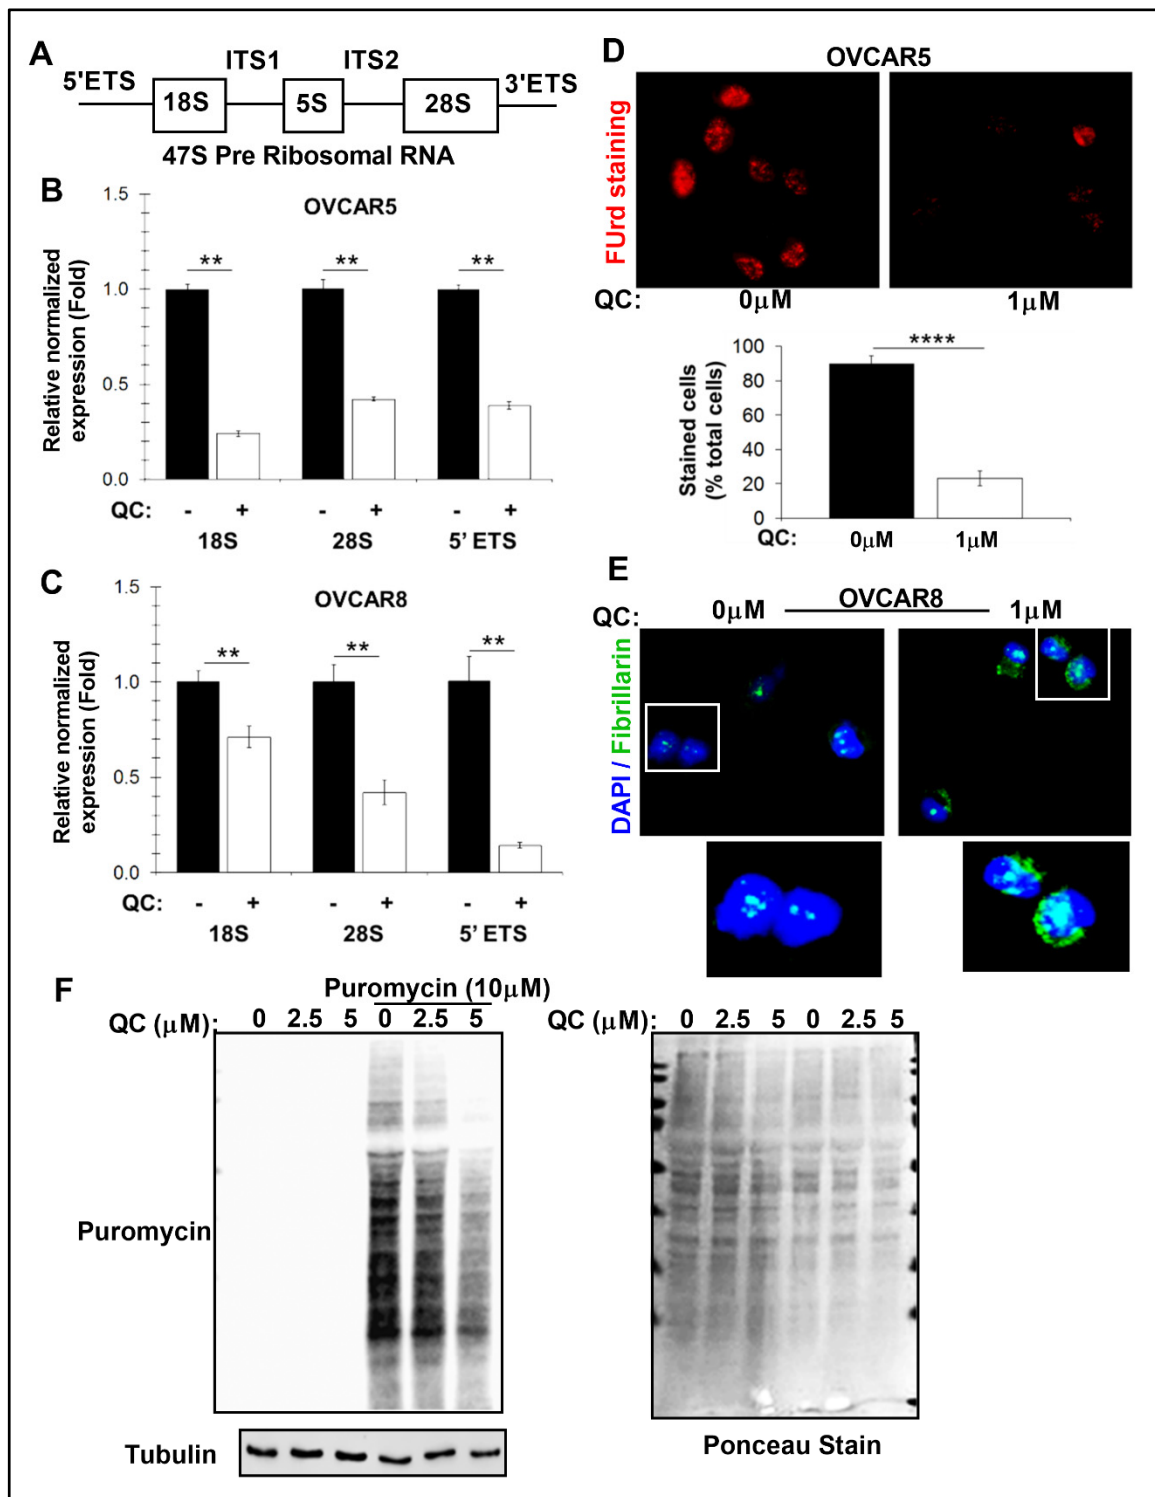 A
5'ETS
ITS1
ITS2
3'ETS
18S
5S
28S
47S Pre Ribosomal RNA
B
OVCAR5
Relative normalized
expression (Fold)
1.5
1.0
0.5
0.0
**
**
**
QC: - + - + - +
18S 28S 5' ETS
C
OVCAR8
Relative normalized
expression (Fold)
1.5
1.0
0.5
0.0
**
**
**
QC: - + - + - +
18S 28S 5' ETS
D
OVCAR5
FUrd staining
QC: 0µM 1µM
Stained cells
(% total cells)
100
80
60
40
20
0
****
QC: 0µM 1µM
E
QC: 0µM OVCAR8 1µM
DAPI / Fibrillarin
F
Puromycin (10µM)
QC (µM): 0 2.5 5 0 2.5 5
Puromycin
Tubulin
QC (µM): 0 2.5 5 0 2.5 5
Ponceau Stain